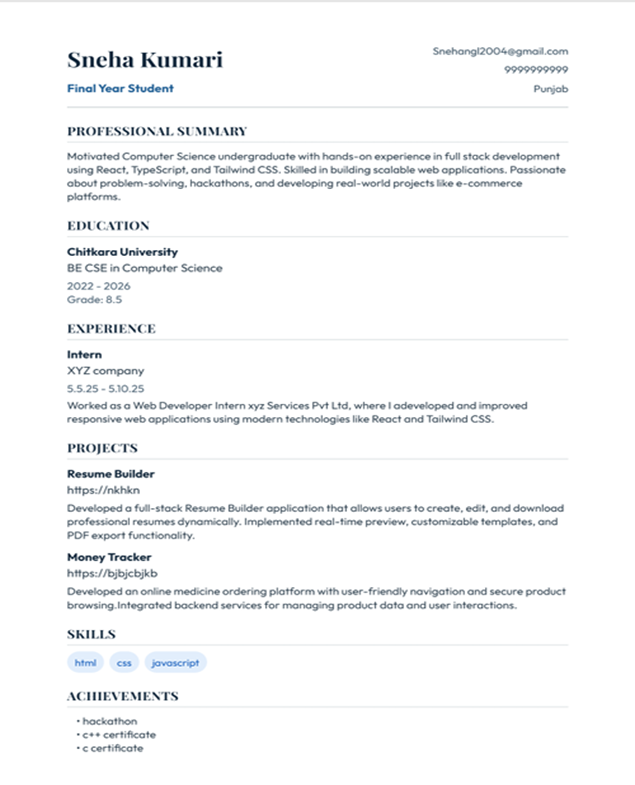 Sneha Kumari
Snehangl2004@gmail.com
9999999999
Final Year Student
Punjab
PROFESSIONAL SUMMARY
Motivated Computer Science undergraduate with hands-on experience in full stack development
using React, TypeScript, and Tailwind CSS. Skilled in building scalable web applications. Passionate
about problem-solving, hackathons, and developing real-world projects like e-commerce
platforms.
EDUCATION
Chitkara University
BE CSE in Computer Science
2022 - 2026
Grade: 8.5
EXPERIENCE
Intern
XYZ company
5.5.25 - 5.10.25
Worked as a Web Developer Intern xyz Services Pvt Ltd, where I adeveloped and improved
responsive web applications using modern technologies like React and Tailwind CSS.
PROJECTS
Resume Builder
https://nkhkn
Developed a full-stack Resume Builder application that allows users to create, edit, and download
professional resumes dynamically. Implemented real-time preview, customizable templates, and
PDF export functionality.
Money Tracker
https://bjbjcbjkb
Developed an online medicine ordering platform with user-friendly navigation and secure product
browsing.Integrated backend services for managing product data and user interactions.
SKILLS
html css javascript
ACHIEVEMENTS
• hackathon
• c++ certificate
• c certificate